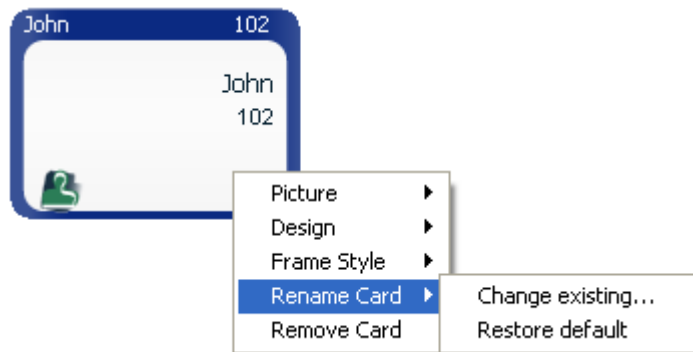 John 102
John
102
Picture
Design
Frame Style
Rename Card
Change existing...
Remove Card
Restore default